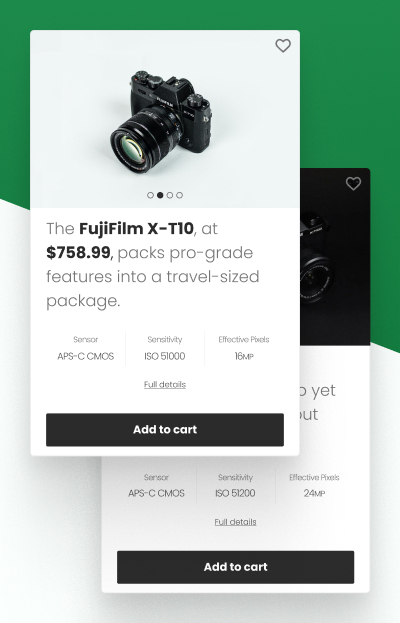 The FujiFilm X-T10, at
$758.99, packs pro-grade
features into a travel-sized
package.
Sensor
Sensitivity
Effective Pixels
APS-C CMOS
ISO 51000
16MP
Full details
Add to cart
yet
Sensor
Sensitivity
Effective Pixels
APS-C CMOS
ISO 51200
24MP
Full details
Add to cart